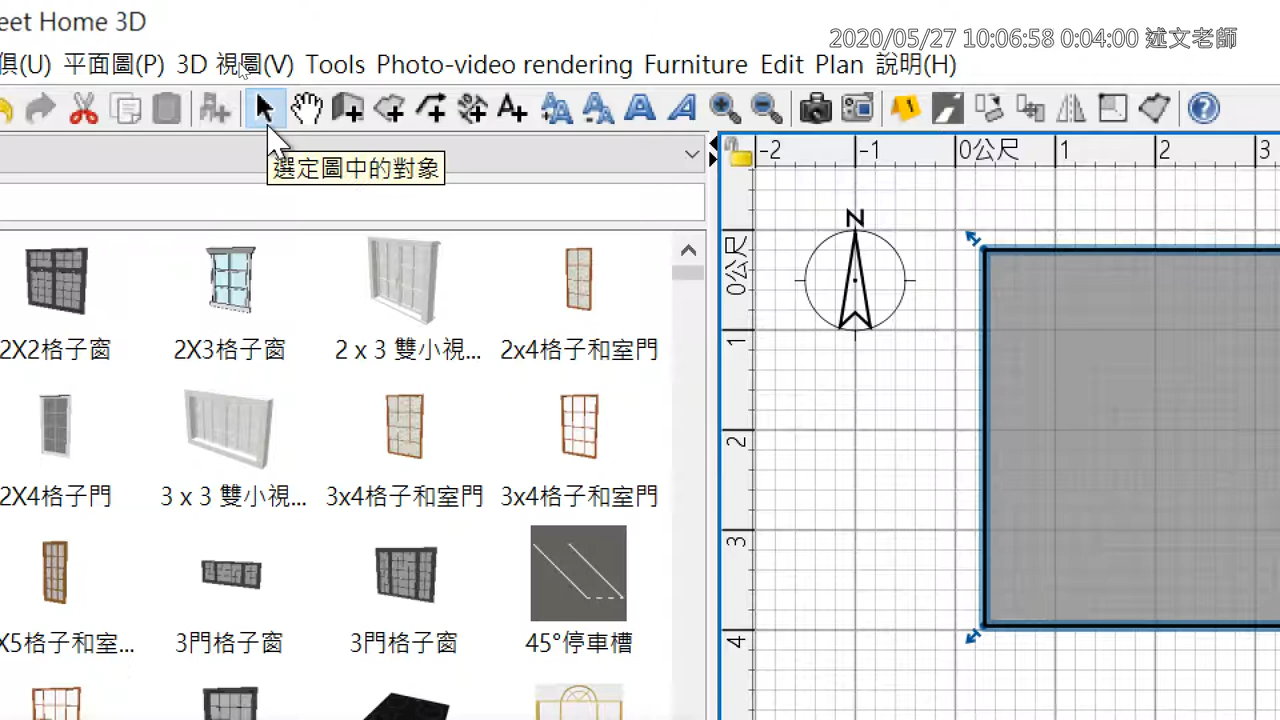 eet Home 3D
2020/05/27 10:06:58 0:04:00 述文老師
俱(U) 平面圖(P) 3D 視圖(V) Tools Photo-video rendering Furniture Edit Plan 說明(H)
選定圖中的對象
-2 -1 0公尺 1 2 3
N
0公尺
1
2
3
4
2X2格子窗 2X3格子窗 2 x 3 雙小視... 2x4格子和室門
2X4格子門 3 x 3 雙小視... 3x4格子和室門 3x4格子和室門
X5格子和室... 3門格子窗 3門格子窗 45°停車槽